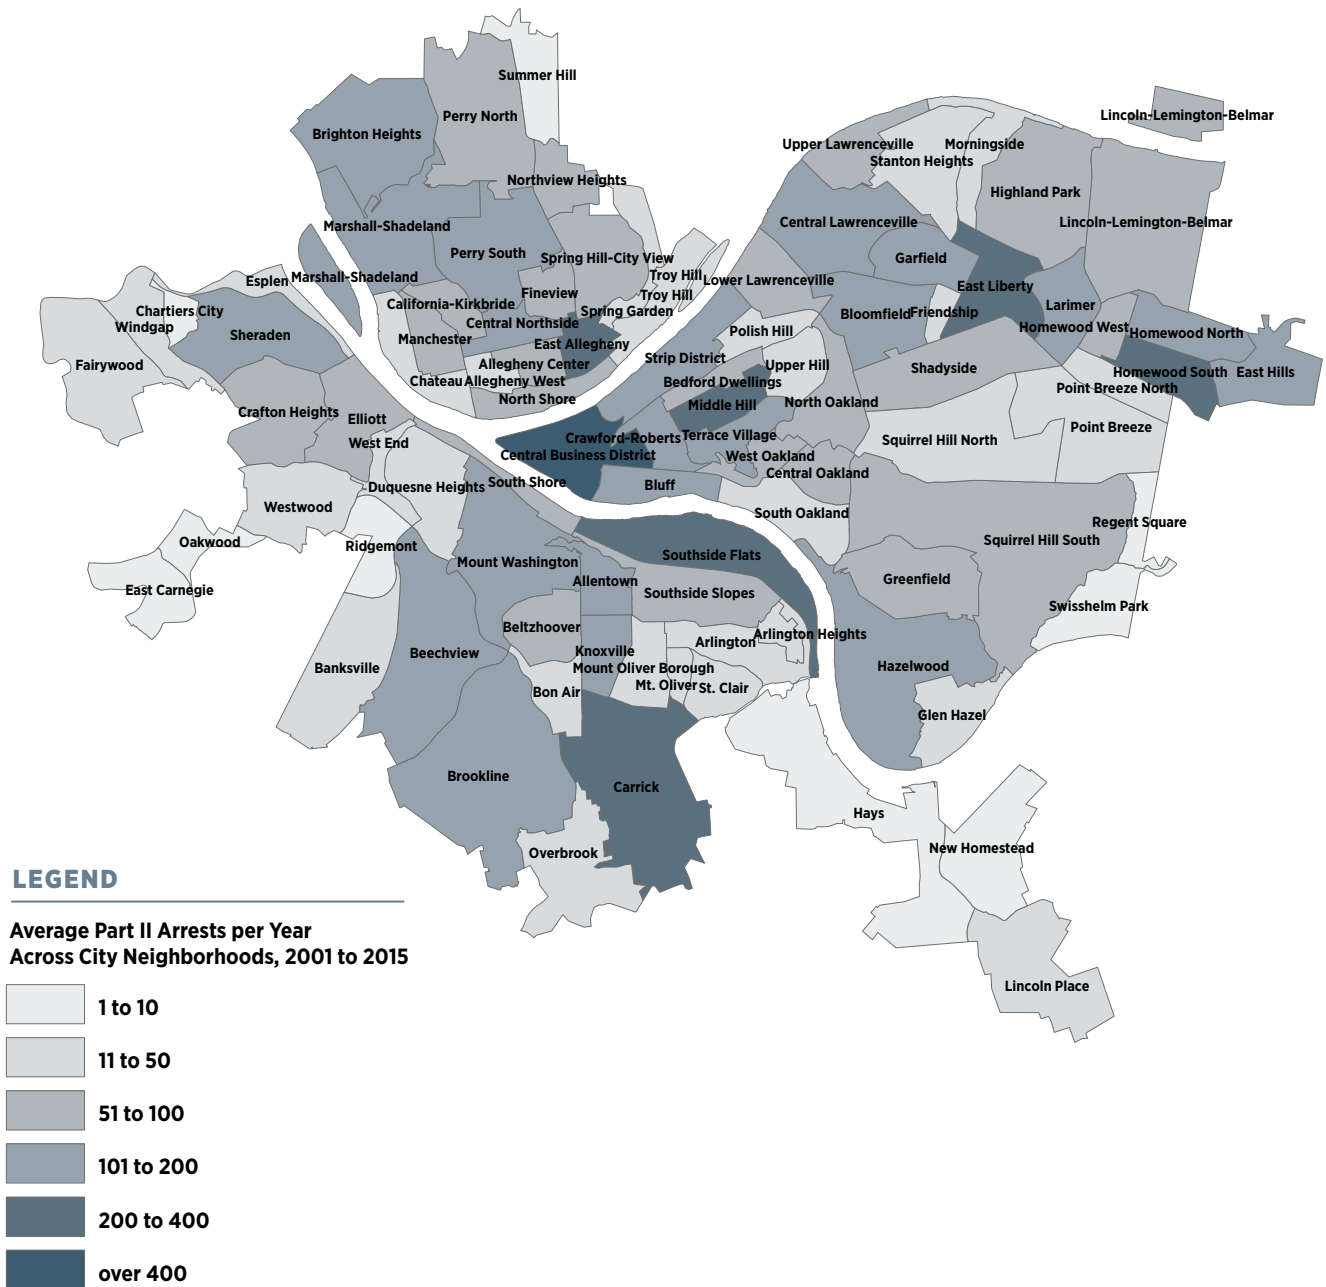 Summer Hill
Perry North
Lincoln-Lemington-Belmar
Brighton Heights
Upper Lawrenceville
Morningside
Stanton Heights
Northview Heights
Highland Park
Marshall-Shadeland
Central Lawrenceville
Lincoln-Lemington-Belmar
Perry South
Spring Hill-City View
Garfield
Esplen
Marshall-Shadeland
Troy Hill
Lower Lawrenceville
East Liberty
Fineview
Troy Hill
California-Kirkbride
Larimer
Chartiers City
Spring Garden
Bloomfield
Friendship
Windgap
Central Northside
Polish Hill
Homewood West
Homewood North
Sheraden
Manchester
East Allegheny
Strip District
Fairywood
Allegheny Center
Upper Hill
Shadyside
Homewood South
East Hills
Chateau
Allegheny West
Bedford Dwellings
Point Breeze North
North Shore
Middle Hill
North Oakland
Crafton Heights
Elliott
Point Breeze
West End
Crawford-Roberts
Terrace Village
Squirrel Hill North
Central Business District
West Oakland
Central Oakland
Duquesne Heights
South Shore
Bluff
Westwood
South Oakland
Regent Square
Oakwood
Ridgemont
Squirrel Hill South
Southside Flats
Mount Washington
Allentown
Greenfield
East Carnegie
Southside Slopes
Swisshelm Park
Beltzhoover
Arlington Heights
Arlington
Banksville
Beechview
Knoxville
Hazelwood
Mount Oliver Borough
Mt. Oliver
St. Clair
Bon Air
Glen Hazel
Brookline
Carrick
Hays
New Homestead
Overbrook
Lincoln Place
LEGEND
Average Part II Arrests per Year
Across City Neighborhoods, 2001 to 2015
1 to 10
11 to 50
51 to 100
101 to 200
200 to 400
over 400